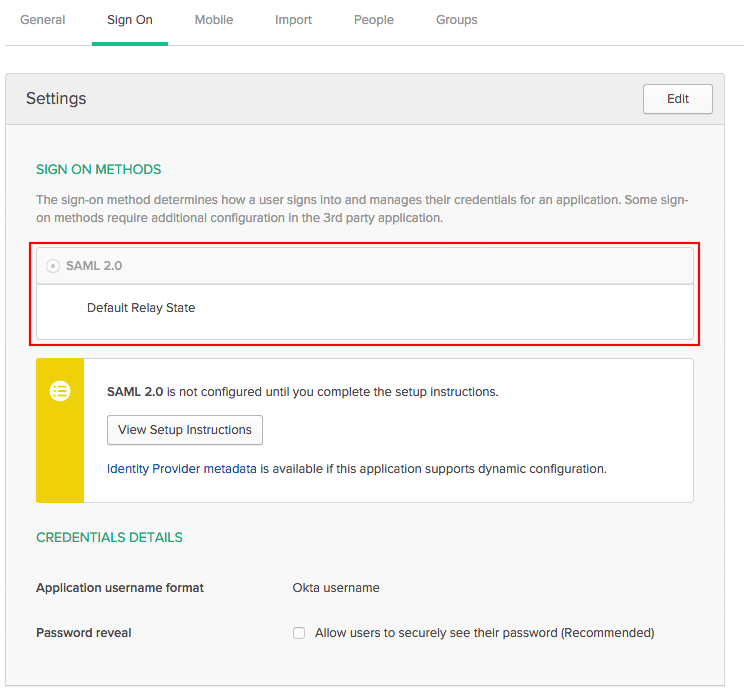 General Sign On Mobile Import People Groups
Settings Edit
SIGN ON METHODS
The sign-on method determines how a user signs into and manages their credentials for an application. Some sign-
on methods require additional configuration in the 3rd party application.
SAML 2.0
Default Relay State
SAML 2.0 is not configured until you complete the setup instructions.
View Setup Instructions
Identity Provider metadata is available if this application supports dynamic configuration.
CREDENTIALS DETAILS
Application username format Okta username
Password reveal Allow users to securely see their password (Recommended)